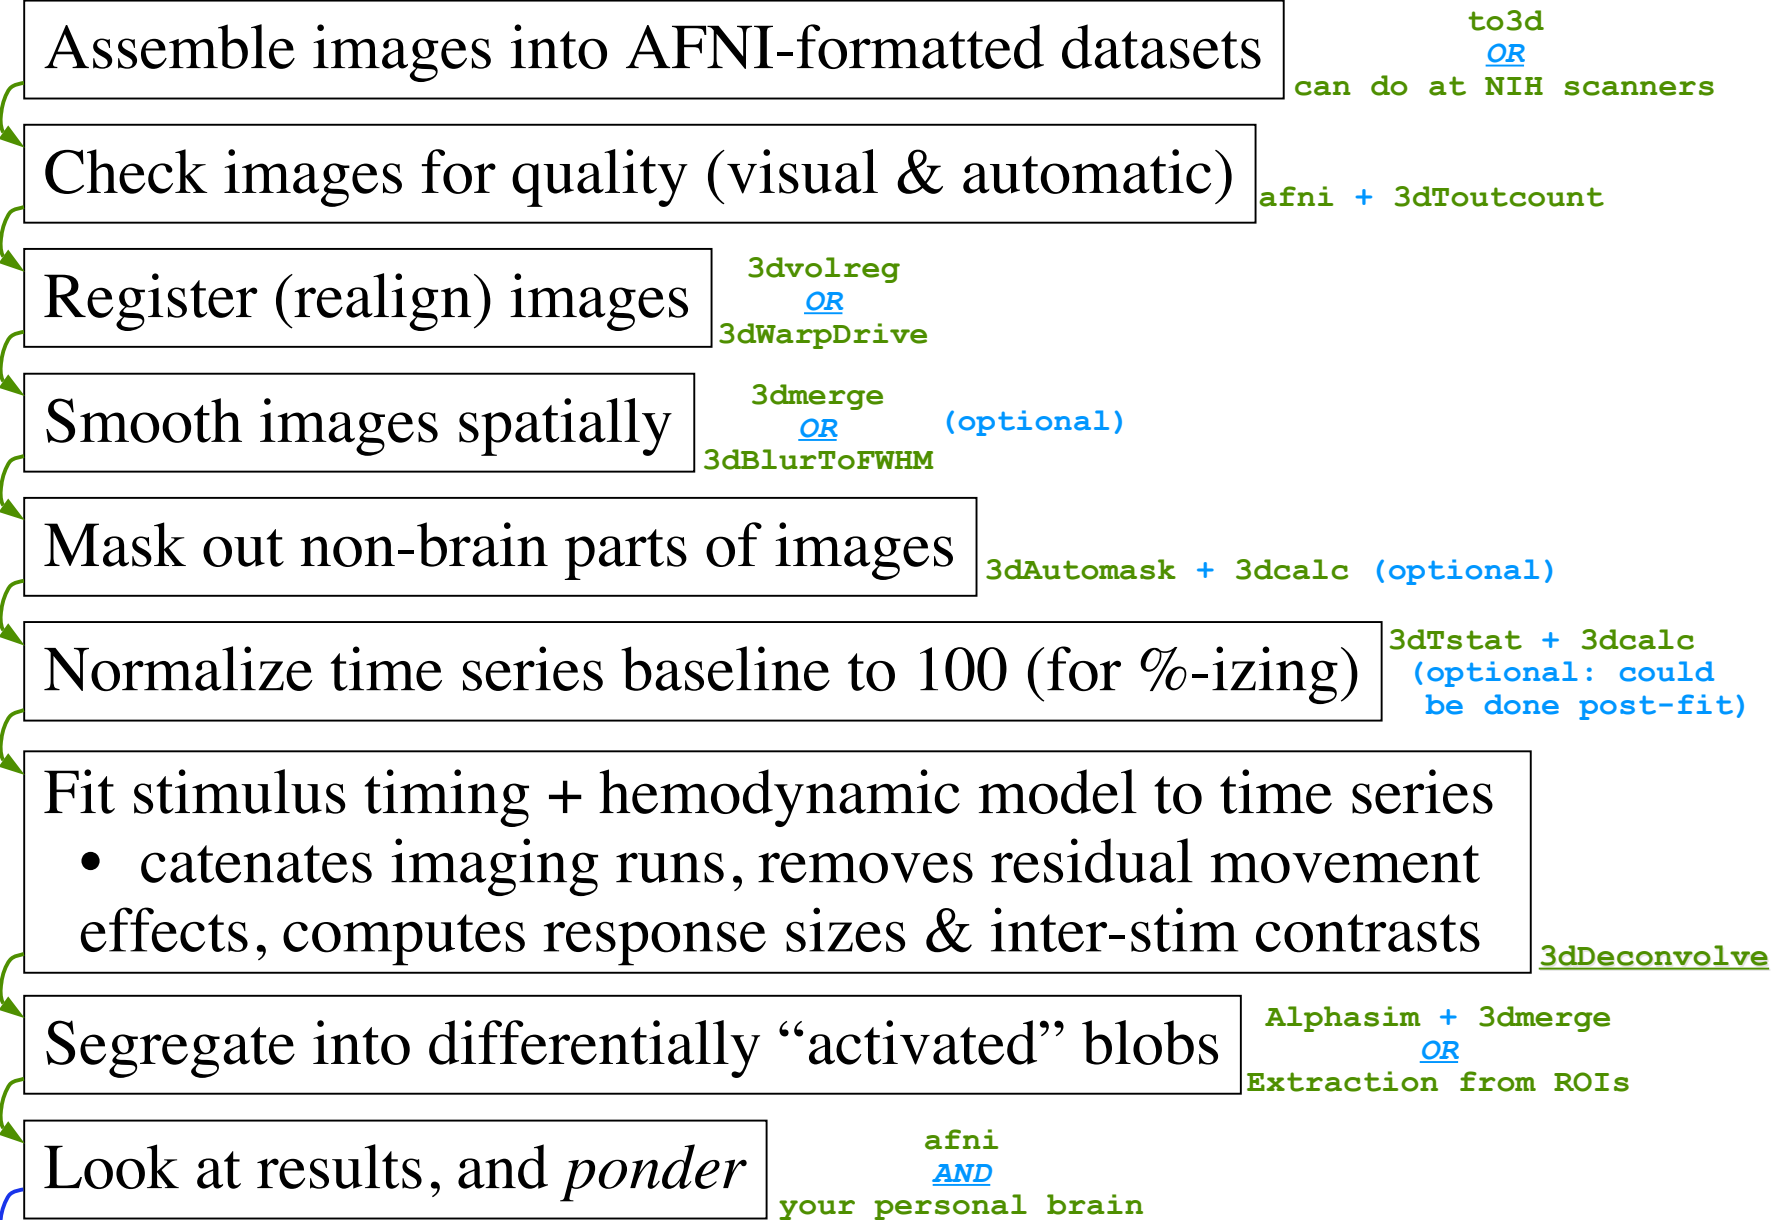 Assemble images into AFNI-formatted datasets
to3d
OR
can do at NIH scanners
Check images for quality (visual & automatic)
afni + 3dToutcount
Register (realign) images
3dvolreg
OR
3dWarpDrive
Smooth images spatially
3dmerge
OR
3dBlurToFWHM
(optional)
Mask out non-brain parts of images
3dAutomask + 3dcalc (optional)
Normalize time series baseline to 100 (for %-izing)
3dTstat + 3dcalc
(optional: could
be done post-fit)
Fit stimulus timing + hemodynamic model to time series
• catenates imaging runs, removes residual movement
effects, computes response sizes & inter-stim contrasts
3dDeconvolve
Segregate into differentially “activated” blobs
Alphasim + 3dmerge
OR
Extraction from ROIs
Look at results, and ponder
afni
AND
your personal brain